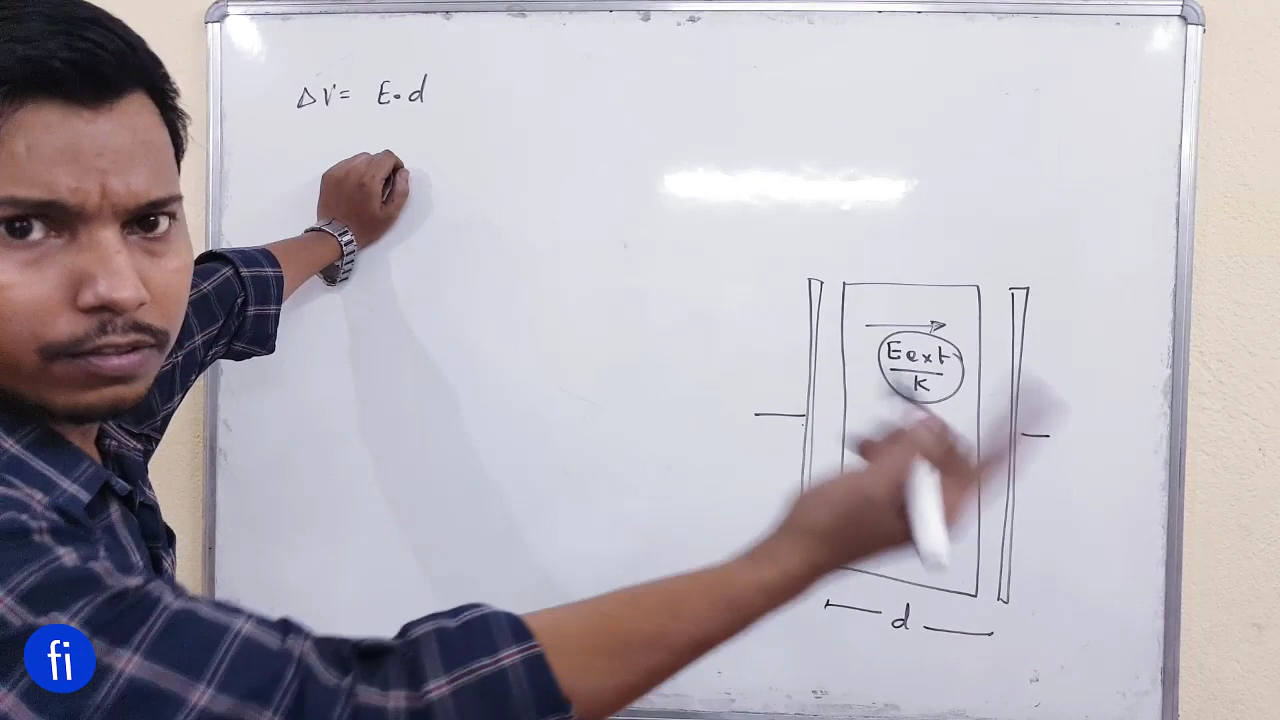 ΔV = E.d
Eext
K
d
fi